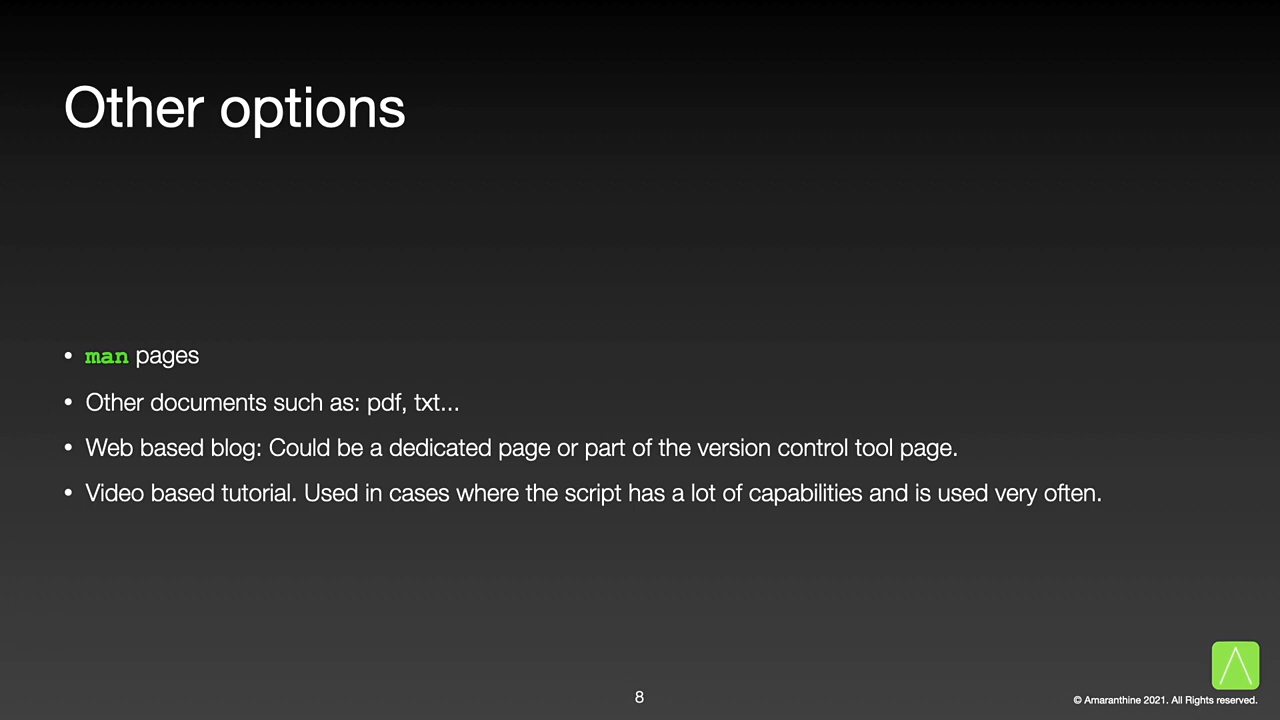 Other options
• man pages
• Other documents such as: pdf, txt...
• Web based blog: Could be a dedicated page or part of the version control tool page.
• Video based tutorial. Used in cases where the script has a lot of capabilities and is used very often.
8
© Amaranthine 2021. All Rights reserved.